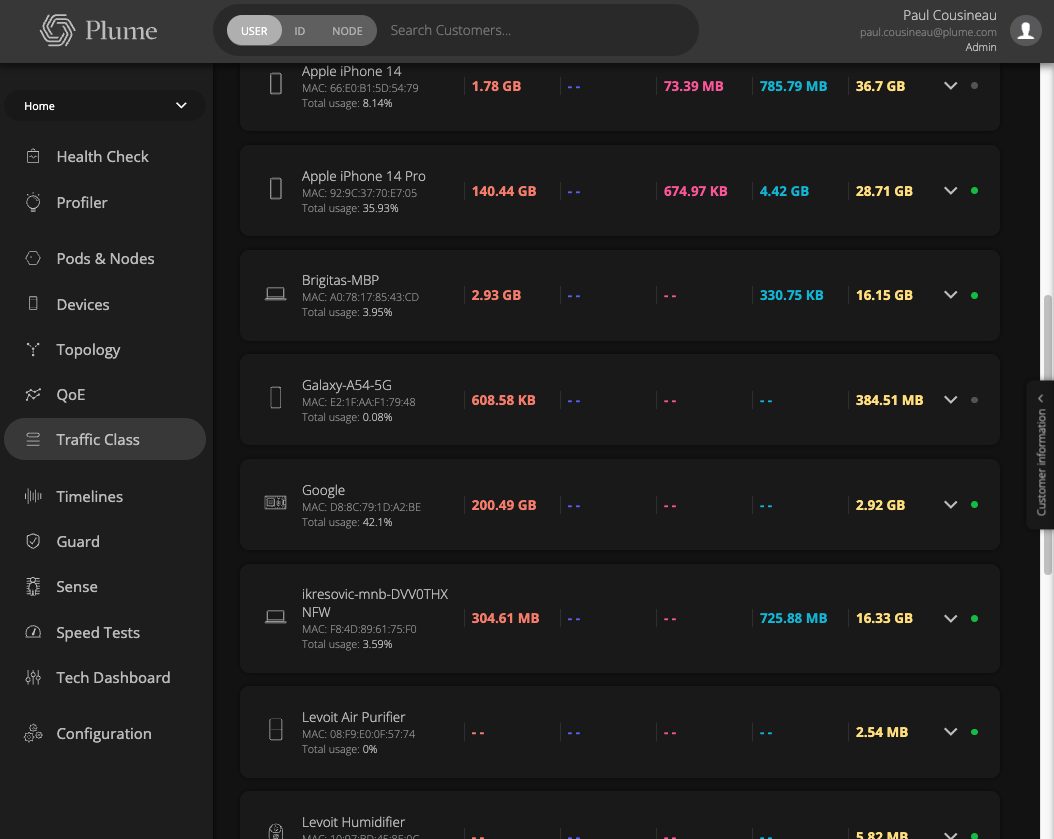 Plume
USER
ID
NODE
Search Customers...
Paul Cousineau
paul.cousineau@plume.com
Admin
Home
Health Check
Profiler
Pods & Nodes
Devices
Topology
QoE
Traffic Class
Timelines
Guard
Sense
Speed Tests
Tech Dashboard
Configuration
Apple iPhone 14
MAC: 66:E0:B1:5D:54:79
Total usage: 8.14%
1.78 GB
- -
73.39 MB
785.79 MB
36.7 GB
Apple iPhone 14 Pro
MAC: 92:9C:37:70:E7:05
Total usage: 35.93%
140.44 GB
- -
674.97 KB
4.42 GB
28.71 GB
Brigitas-MBP
MAC: A0:78:17:85:43:CD
Total usage: 3.95%
2.93 GB
- -
- -
330.75 KB
16.15 GB
Galaxy-A54-5G
MAC: E2:1F:AA:F1:79:48
Total usage: 0.08%
608.58 KB
- -
- -
- -
384.51 MB
Google
MAC: D8:8C:79:1D:A2:BE
Total usage: 42.1%
200.49 GB
- -
- -
- -
2.92 GB
ikresovic-mnb-DVV0THX
NFW
MAC: F8:4D:89:61:75:F0
Total usage: 3.59%
304.61 MB
- -
- -
725.88 MB
16.33 GB
Levoit Air Purifier
MAC: 08:F9:E0:0F:57:74
Total usage: 0%
- -
- -
- -
- -
2.54 MB
Levoit Humidifier
MAC: 10:97:BD:45:8F:0C
- -
- -
- -
- -
5.82 MB
Customer information